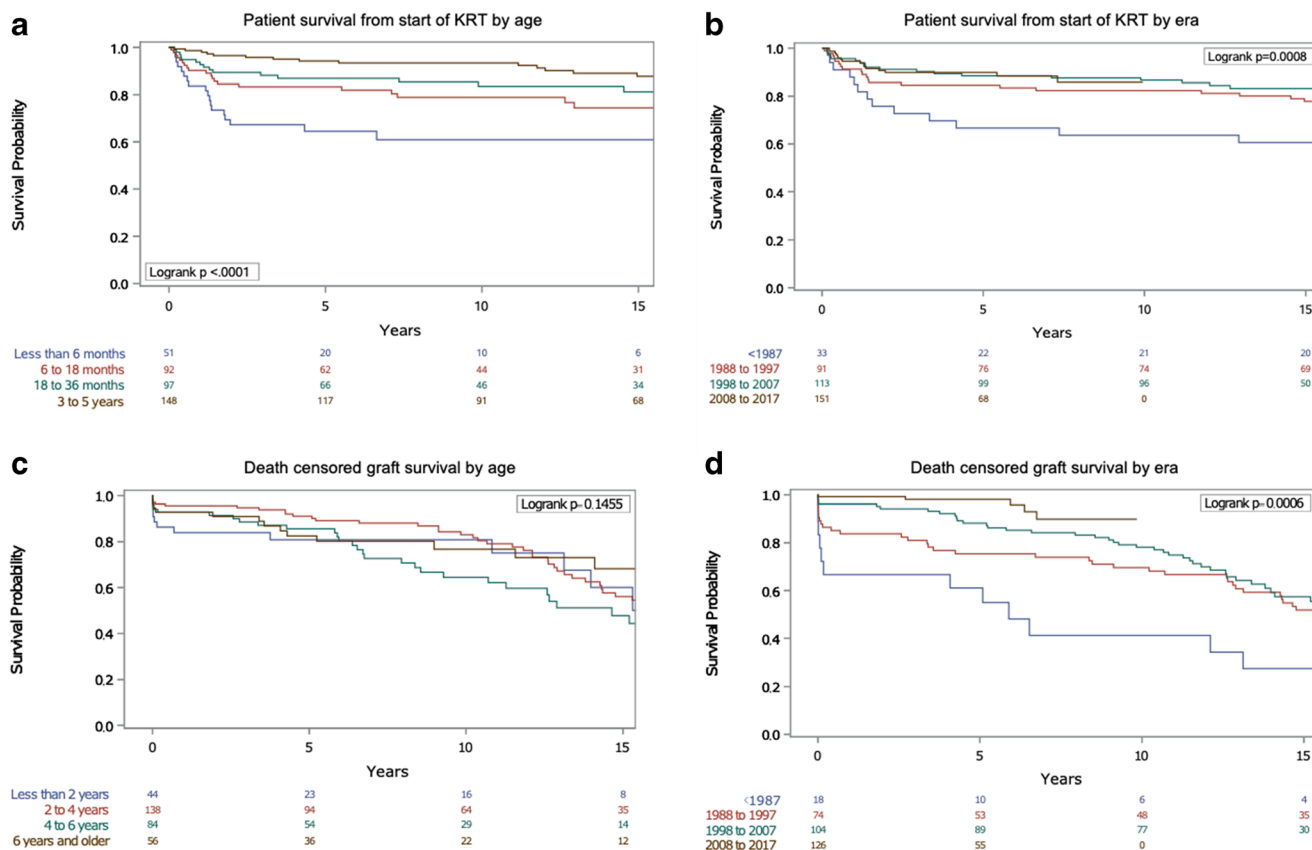 a
Patient survival from start of KRT by age
1.0
0.8
0.6
0.4
0.2
0.0
Survival Probability
Logrank p <.0001
0 5 10 15
Years
Less than 6 months 51 20 10 6
6 to 18 months 92 62 44 31
18 to 36 months 97 66 46 34
3 to 5 years 148 117 91 68
b
Patient survival from start of KRT by era
1.0
0.8
0.6
0.4
0.2
0.0
Survival Probability
Logrank p=0.0008
0 5 10 15
Years
<1987 33 22 21 20
1988 to 1997 91 76 74 69
1998 to 2007 113 99 96 50
2008 to 2017 151 68 0
c
Death censored graft survival by age
1.0
0.8
0.6
0.4
0.2
0.0
Survival Probability
Logrank p=0.1455
0 5 10 15
Years
Less than 2 years 44 23 16 8
2 to 4 years 138 94 64 35
4 to 6 years 84 54 29 14
6 years and older 56 36 22 12
d
Death censored graft survival by era
1.0
0.8
0.6
0.4
0.2
0.0
Survival Probability
Logrank p=0.0006
0 5 10 15
Years
<1987 18 10 6 4
1988 to 1997 74 53 48 35
1998 to 2007 104 89 77 30
2008 to 2017 126 55 0